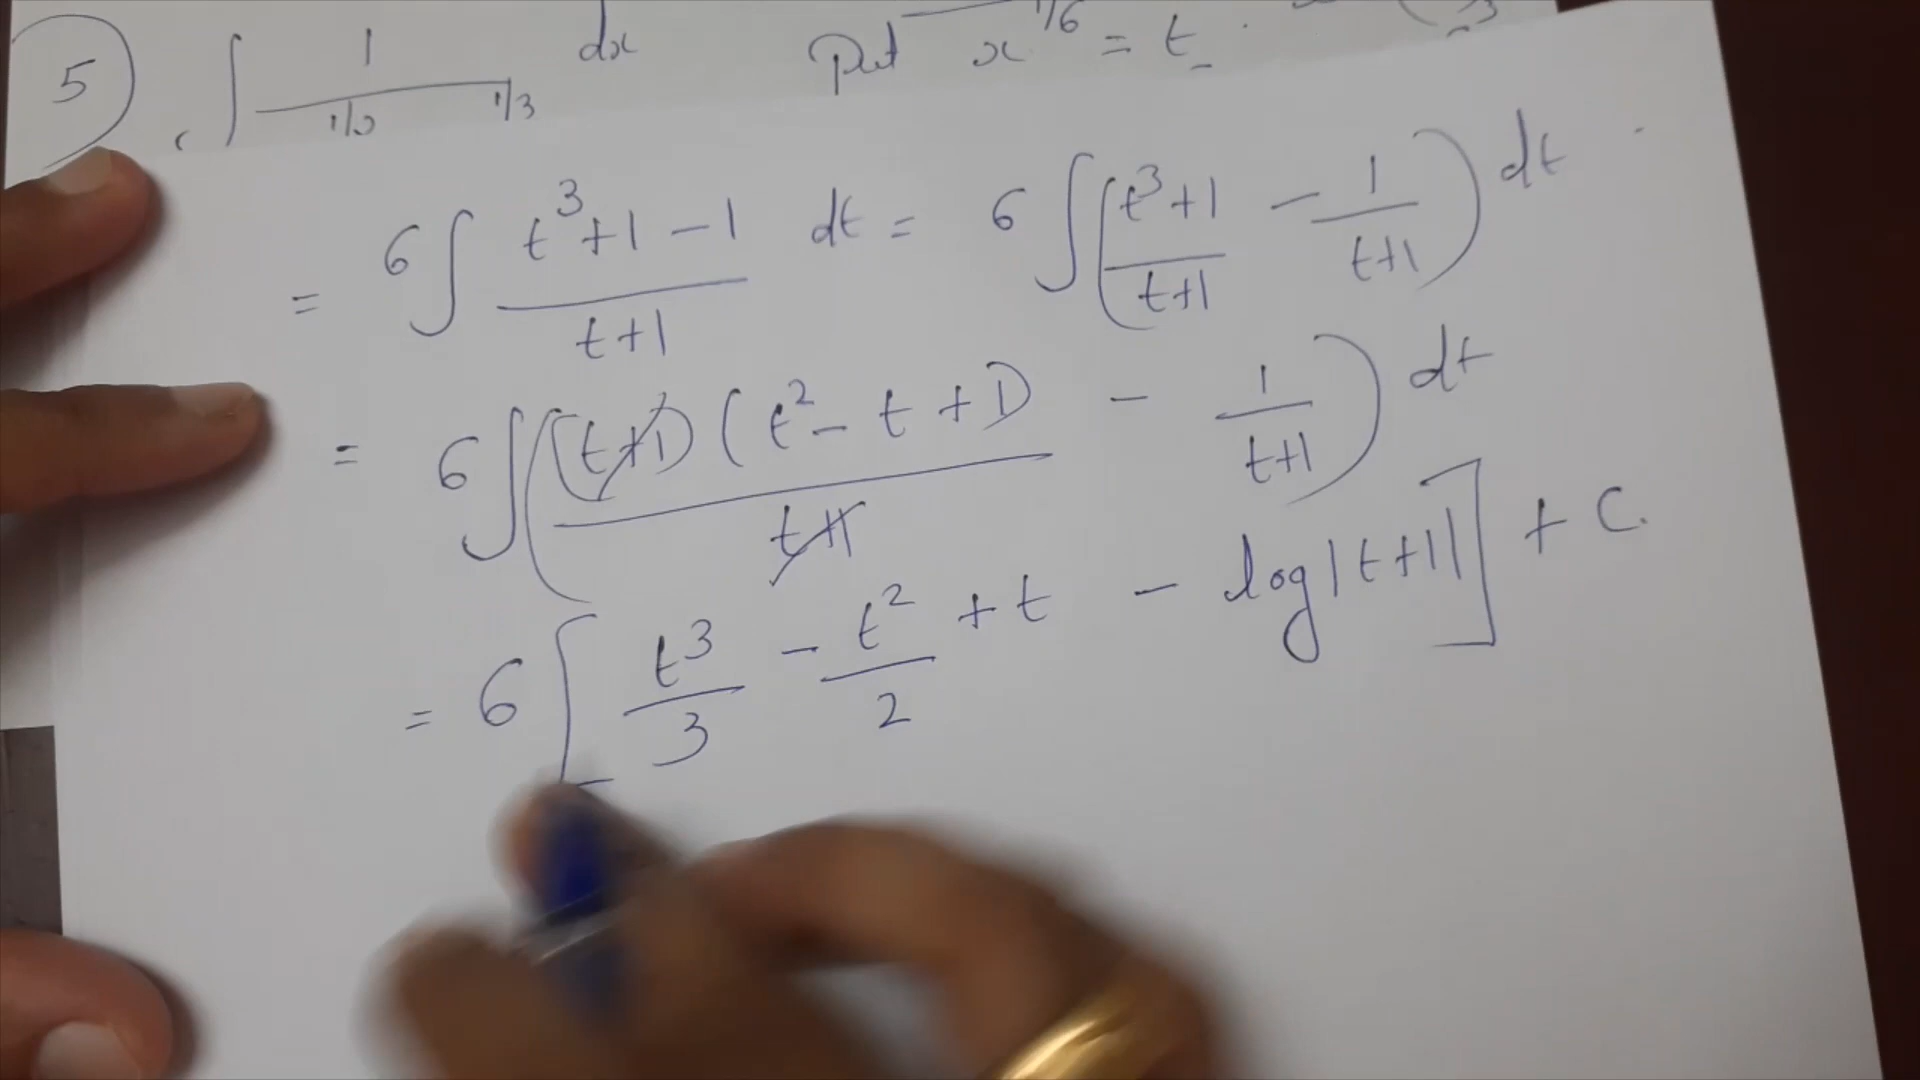 5 ∫ 1/(1/2 1/3) dx Put x^1/6 = t
= 6∫ (t³+1-1)/(t+1) dt = 6∫((t³+1)/(t+1) - 1/(t+1)) dt
= 6∫((t+1)(t²-t+1)/(t+1) - 1/(t+1)) dt
= 6[t³/3 - t²/2 + t - log|t+1|] + C.